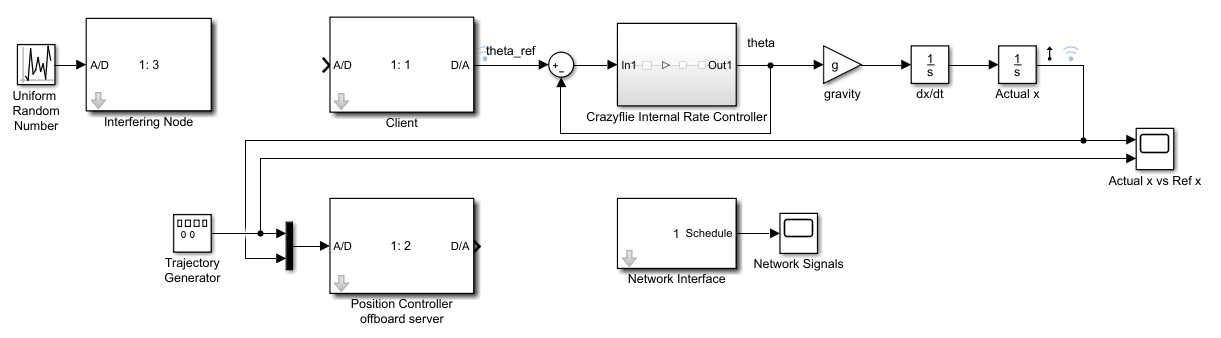 A/D 1: 3
Uniform
Random
Number
Interfering Node
A/D 1: 1 D/A
Client
theta_ref
+
−
In1 Out1
Crazyflie Internal Rate Controller
theta
g
gravity
1
s
dx/dt
1
s
Actual x
Actual x vs Ref x
0 0
Trajectory
Generator
A/D 1: 2 D/A
Position Controller
offboard server
1 Schedule
Network Interface
Network Signals